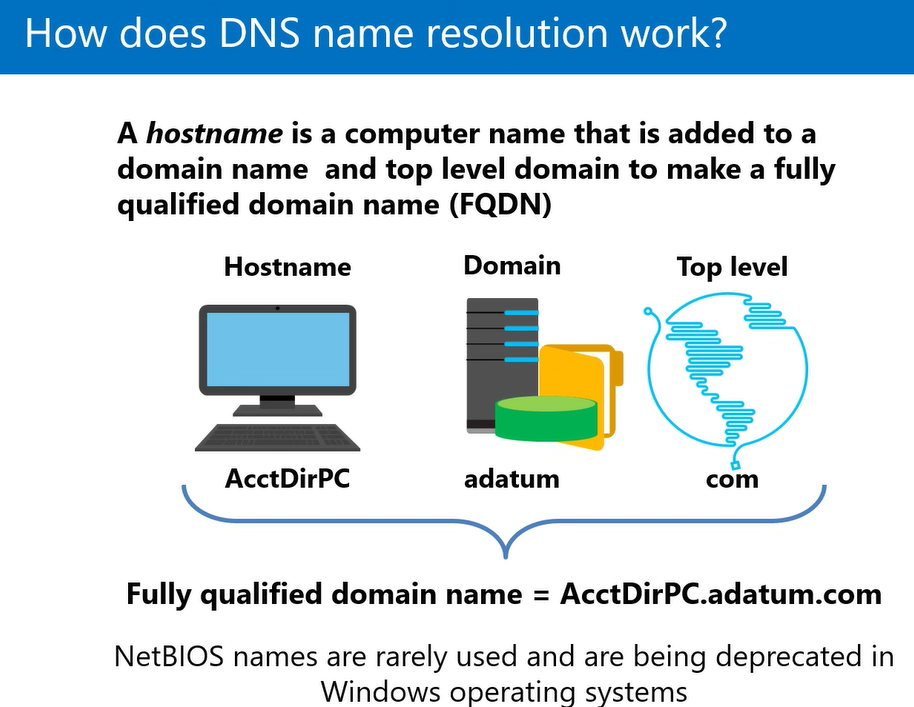 How does DNS name resolution work?
A hostname is a computer name that is added to a
domain name  and top level domain to make a fully
qualified domain name (FQDN)
Hostname
Domain
Top level
AcctDirPC
adatum
com
Fully qualified domain name = AcctDirPC.adatum.com
NetBIOS names are rarely used and are being deprecated in
Windows operating systems